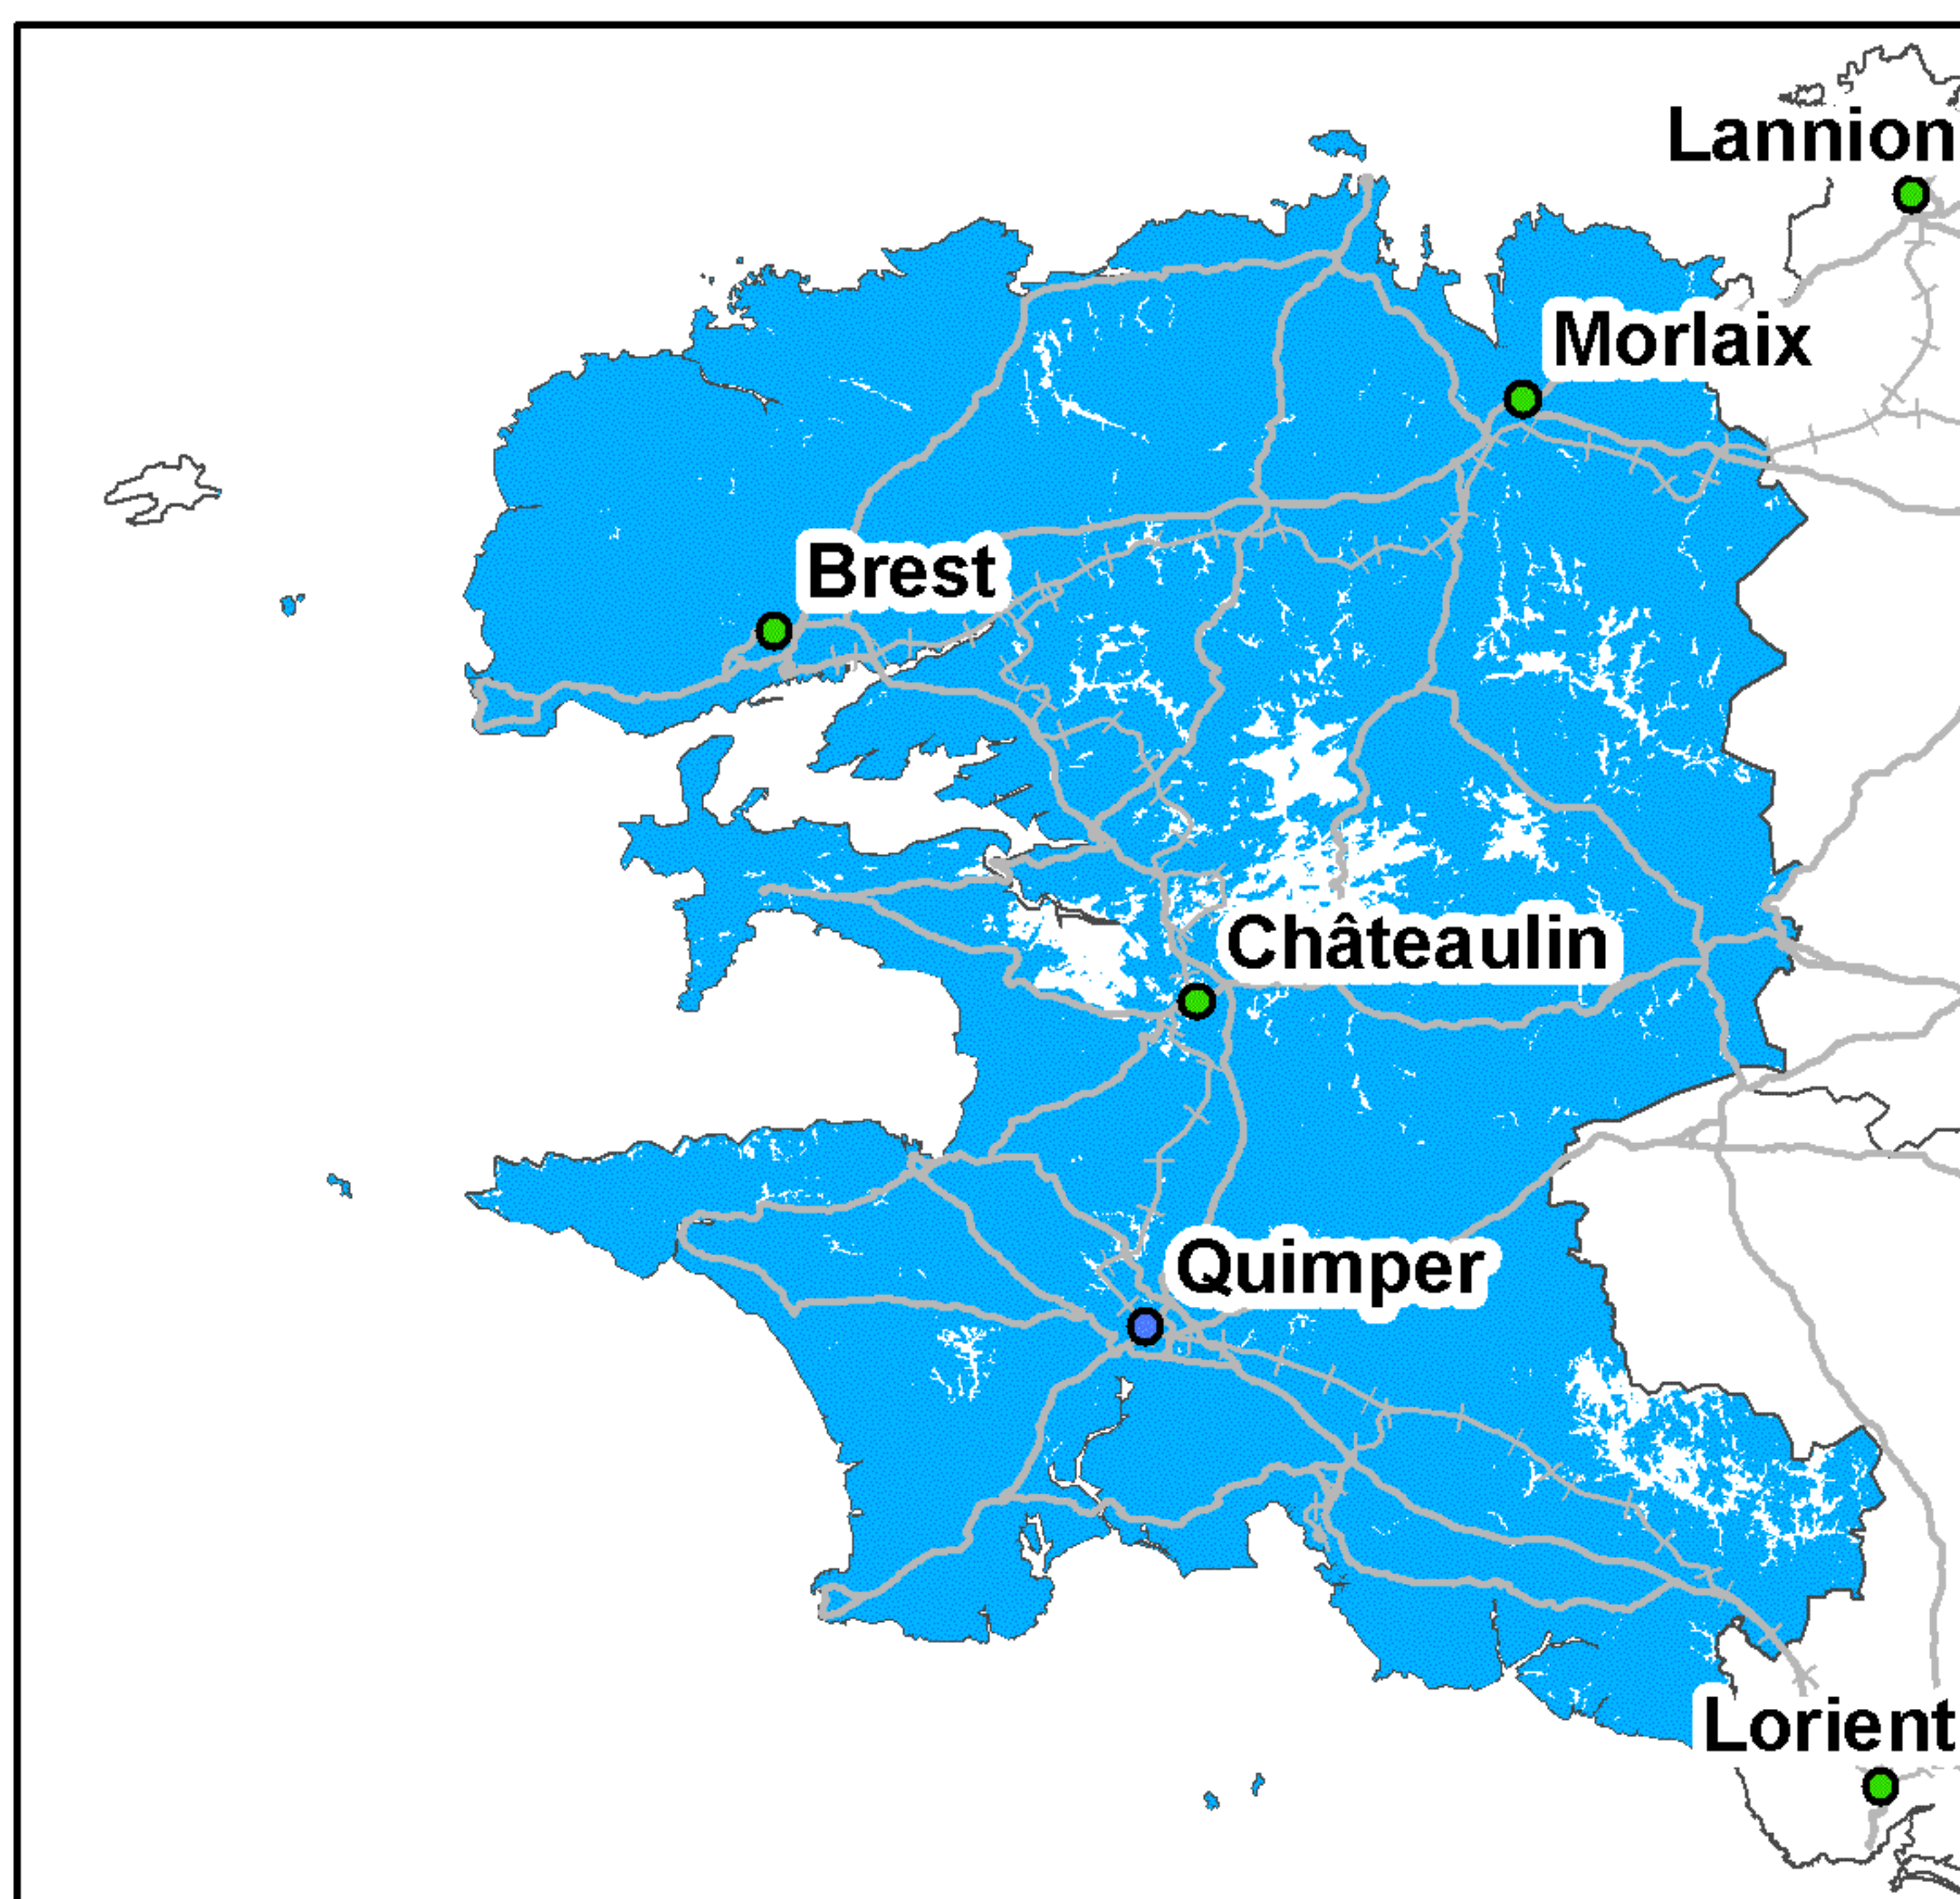 Lannion
Morlaix
Brest
Châteaulin
Quimper
Lorient